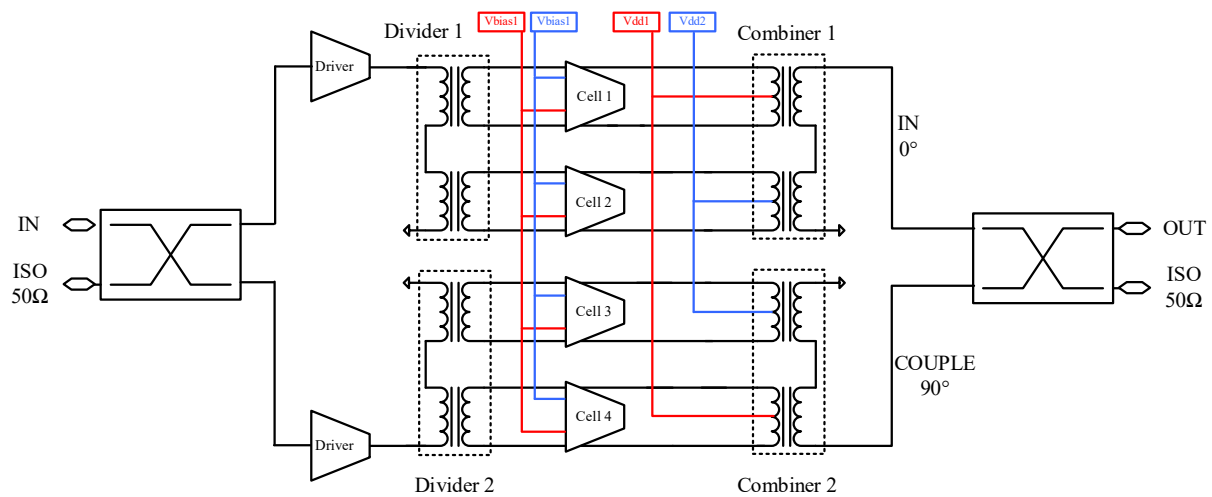 Vbias1
Vbias1
Vdd1
Vdd2
Divider 1
Combiner 1
Driver
Cell 1
IN
0°
Cell 2
IN
ISO
50Ω
OUT
ISO
50Ω
Cell 3
COUPLE
90°
Cell 4
Driver
Divider 2
Combiner 2